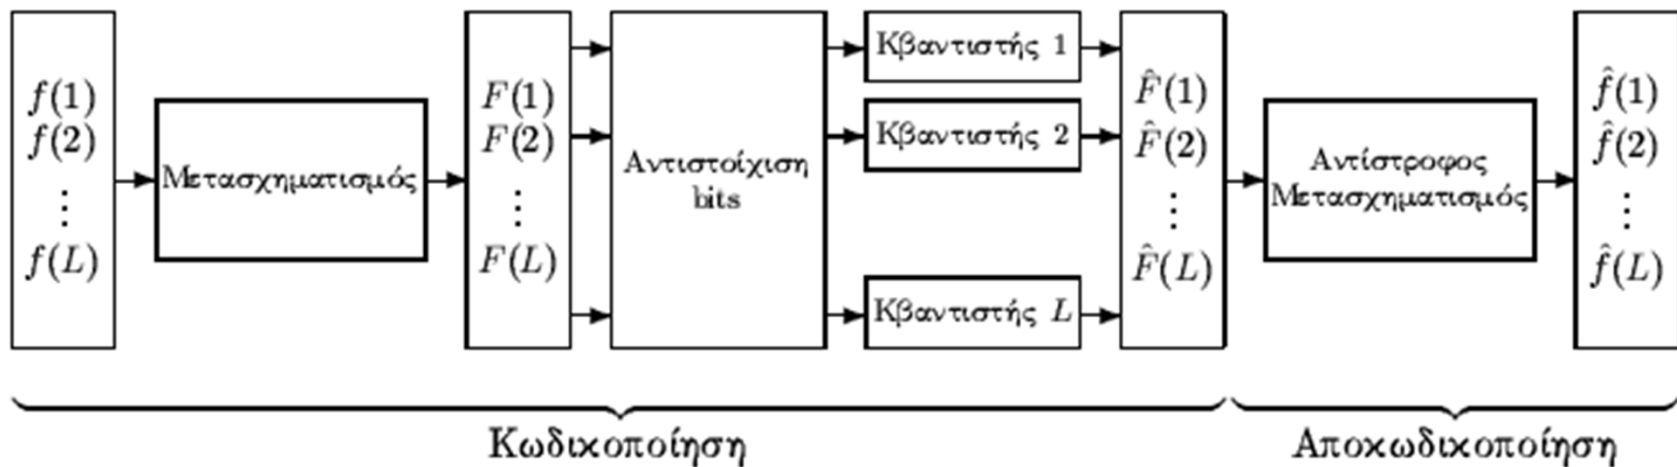 f(1)
f(2)
⋮
f(L)
Μετασχηματισμός
F(1)
F(2)
⋮
F(L)
Αντιστοίχιση
bits
Κβαντιστής 1
Κβαντιστής 2
Κβαντιστής L
F̂(1)
F̂(2)
⋮
F̂(L)
Αντίστροφος
Μετασχηματισμός
f̂(1)
f̂(2)
⋮
f̂(L)
Κωδικοποίηση
Αποκωδικοποίηση